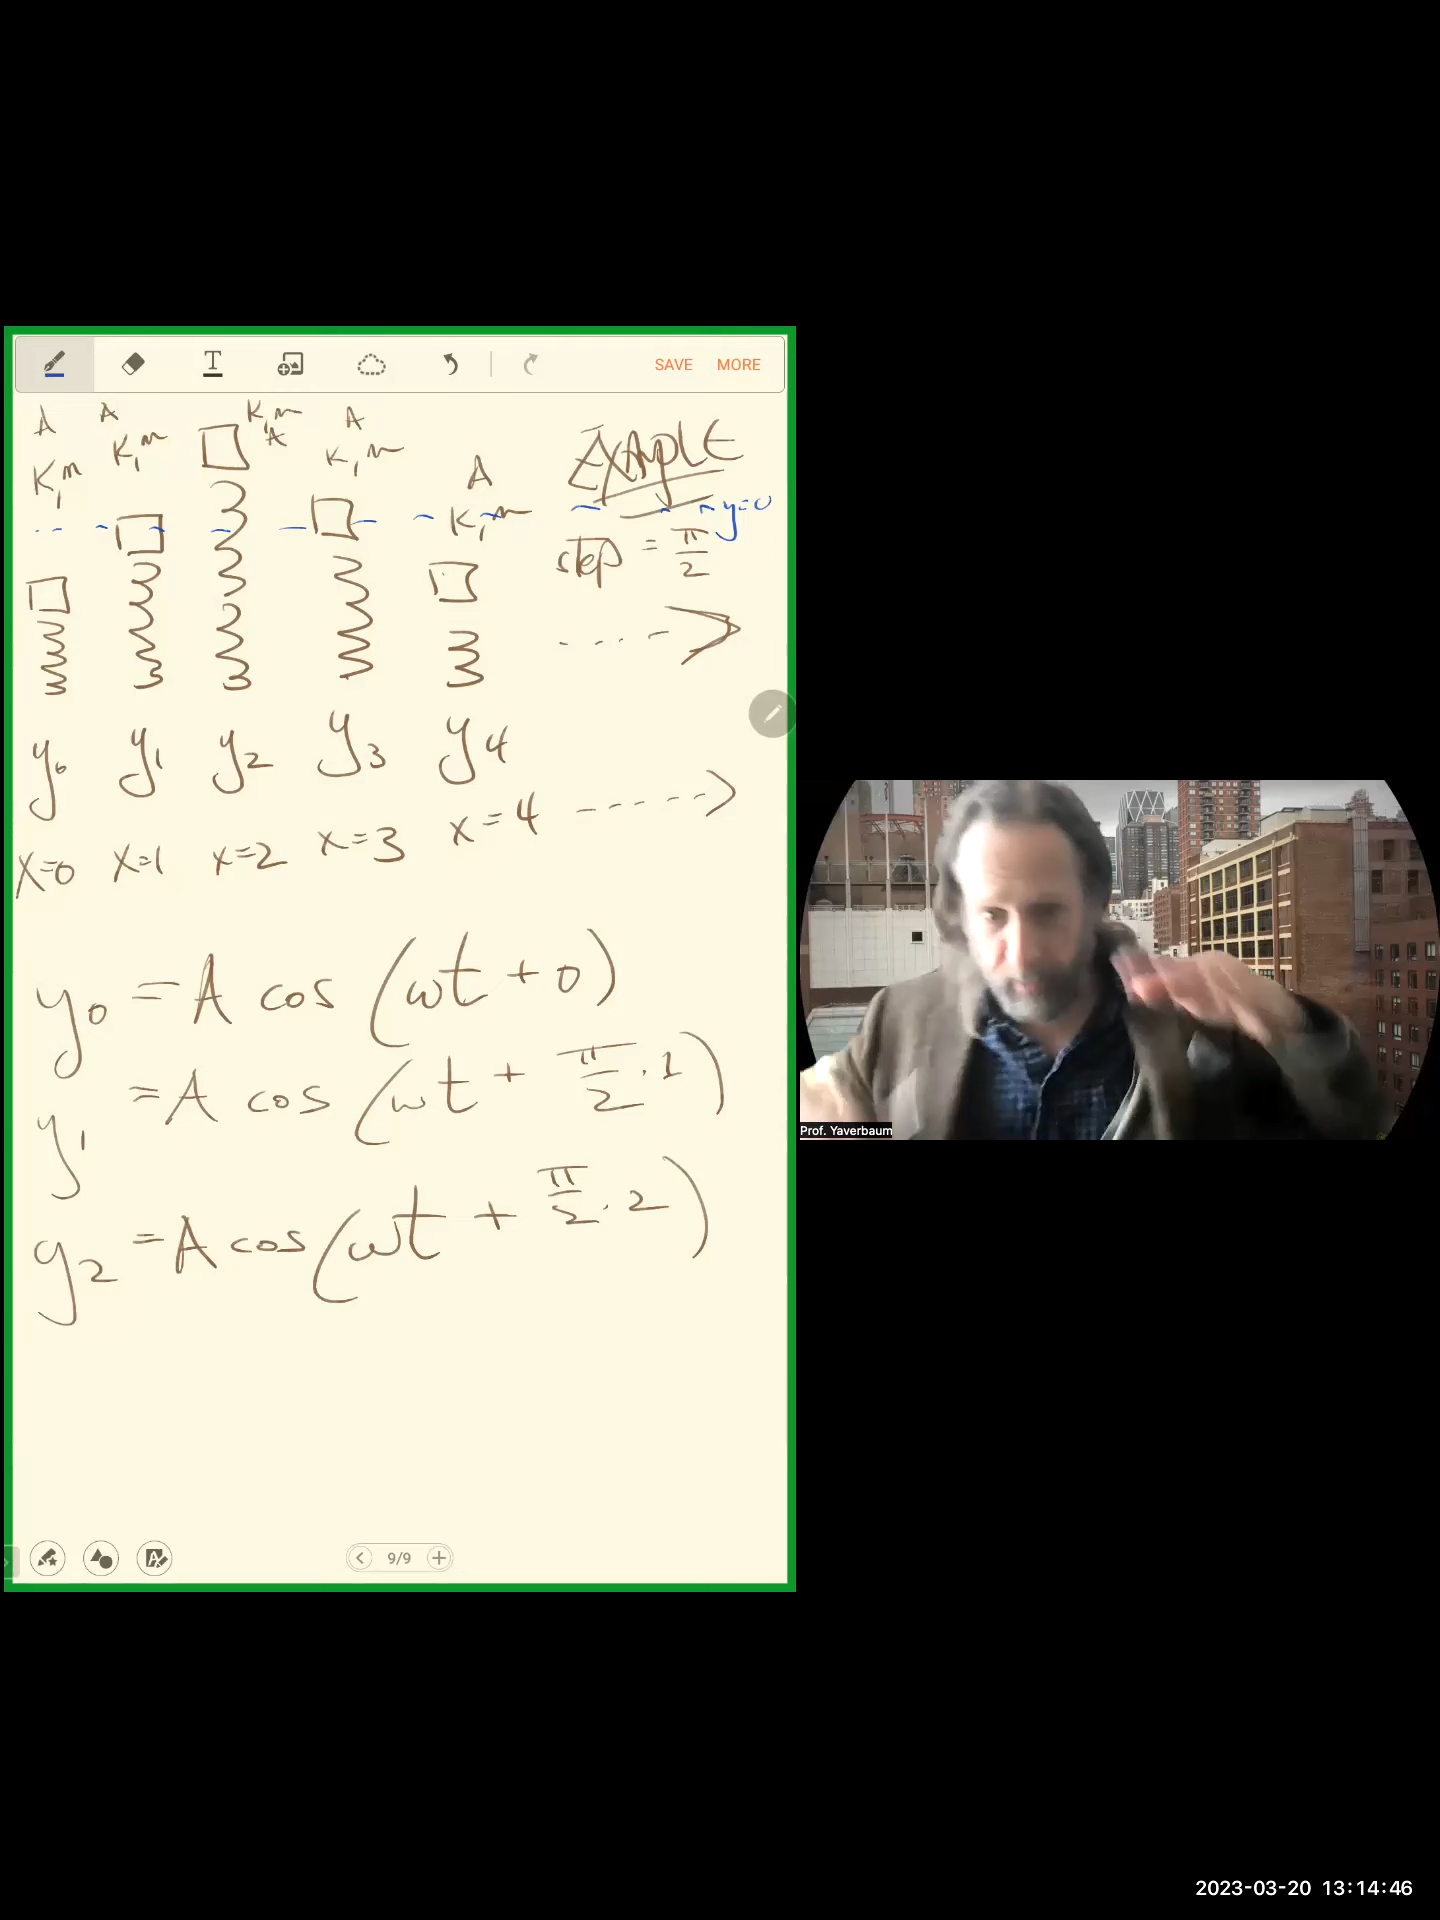 SAVE MORE
A A K,m A
K,m K,m A K,m A
K,m
EXAPLE
y=0
step = π/2
y₀ y₁ y₂ y₃ y₄
x=0 x=1 x=2 x=3 x=4
y₀ = A cos (ωt + 0)
y₁ = A cos (ωt + π/2 · 1)
y₂ = A cos (ωt + π/2 · 2)
9/9
Prof. Yaverbaum
2023-03-20 13:14:46